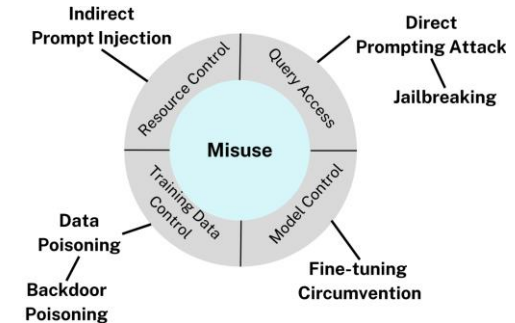 Indirect
Prompt Injection
Direct
Prompting Attack
Jailbreaking
Resource Control
Query Access
Misuse
Training Data
Control
Model Control
Data
Poisoning
Backdoor
Poisoning
Fine-tuning
Circumvention